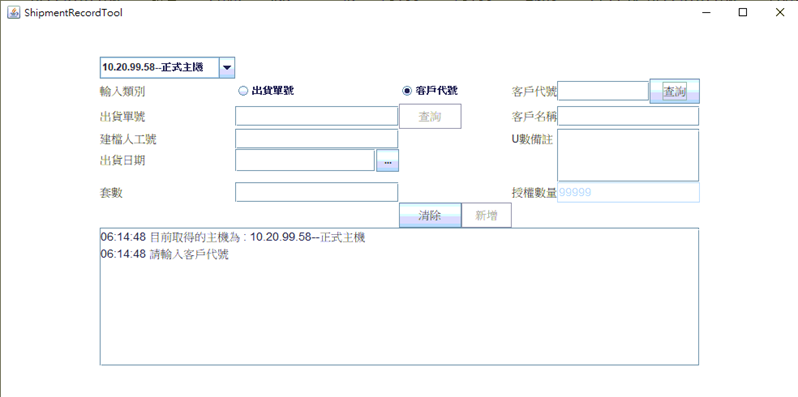 ShipmentRecordTool
10.20.99.58--正式主機
輸入類別 出貨單號 客戶代號 客戶代號 查詢
出貨單號 查詢 客戶名稱
建檔人工號 U數備註
出貨日期 ...
套數 授權數量 99999
清除 新增
06:14:48 目前取得的主機為 : 10.20.99.58--正式主機
06:14:48 請輸入客戶代號